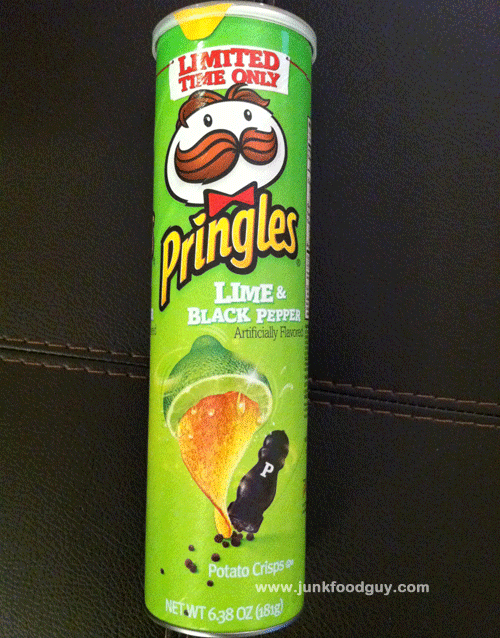 LIMITED
TIME ONLY
Pringles
LIME &
BLACK PEPPER
Artificially Flavored
P
Potato Crisps
www.junkfoodguy.com
NET WT 6.38 OZ (181g)